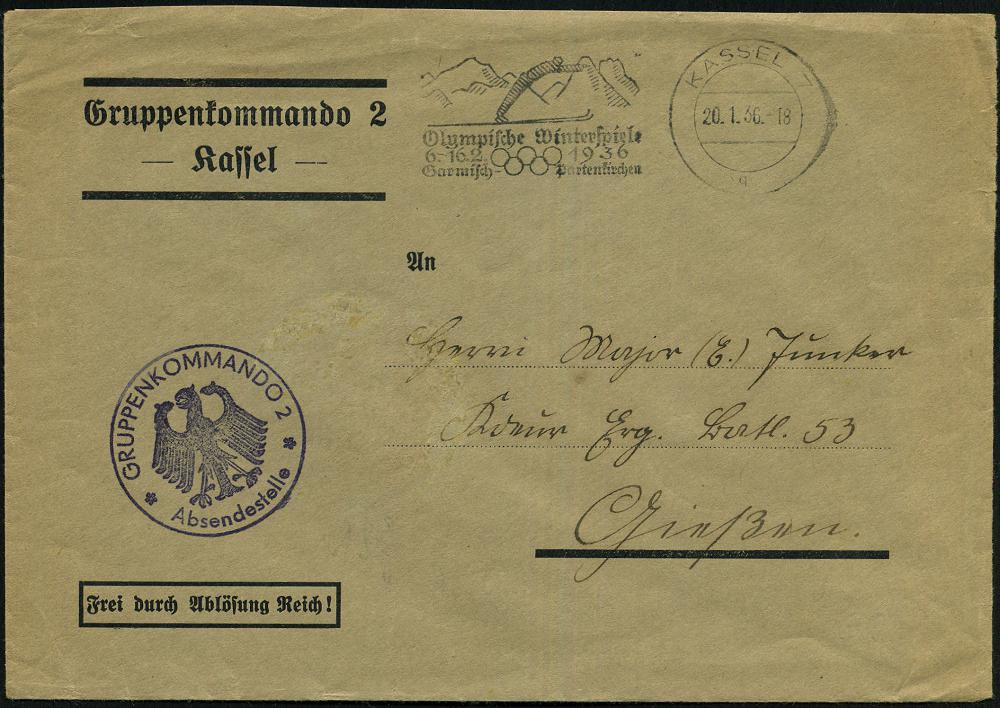 Gruppenkommando 2
— Kassel —
Olympische Winterspiele
6.-16.2. 1936
Garmisch- Partenkirchen
KASSEL 7
20.1.36.-18
An
Herrn Major (E.) Junker
Kdeur Erg. Batl. 53
Gießen.
GRUPPENKOMMANDO 2
Absendestelle
Frei durch Ablösung Reich!